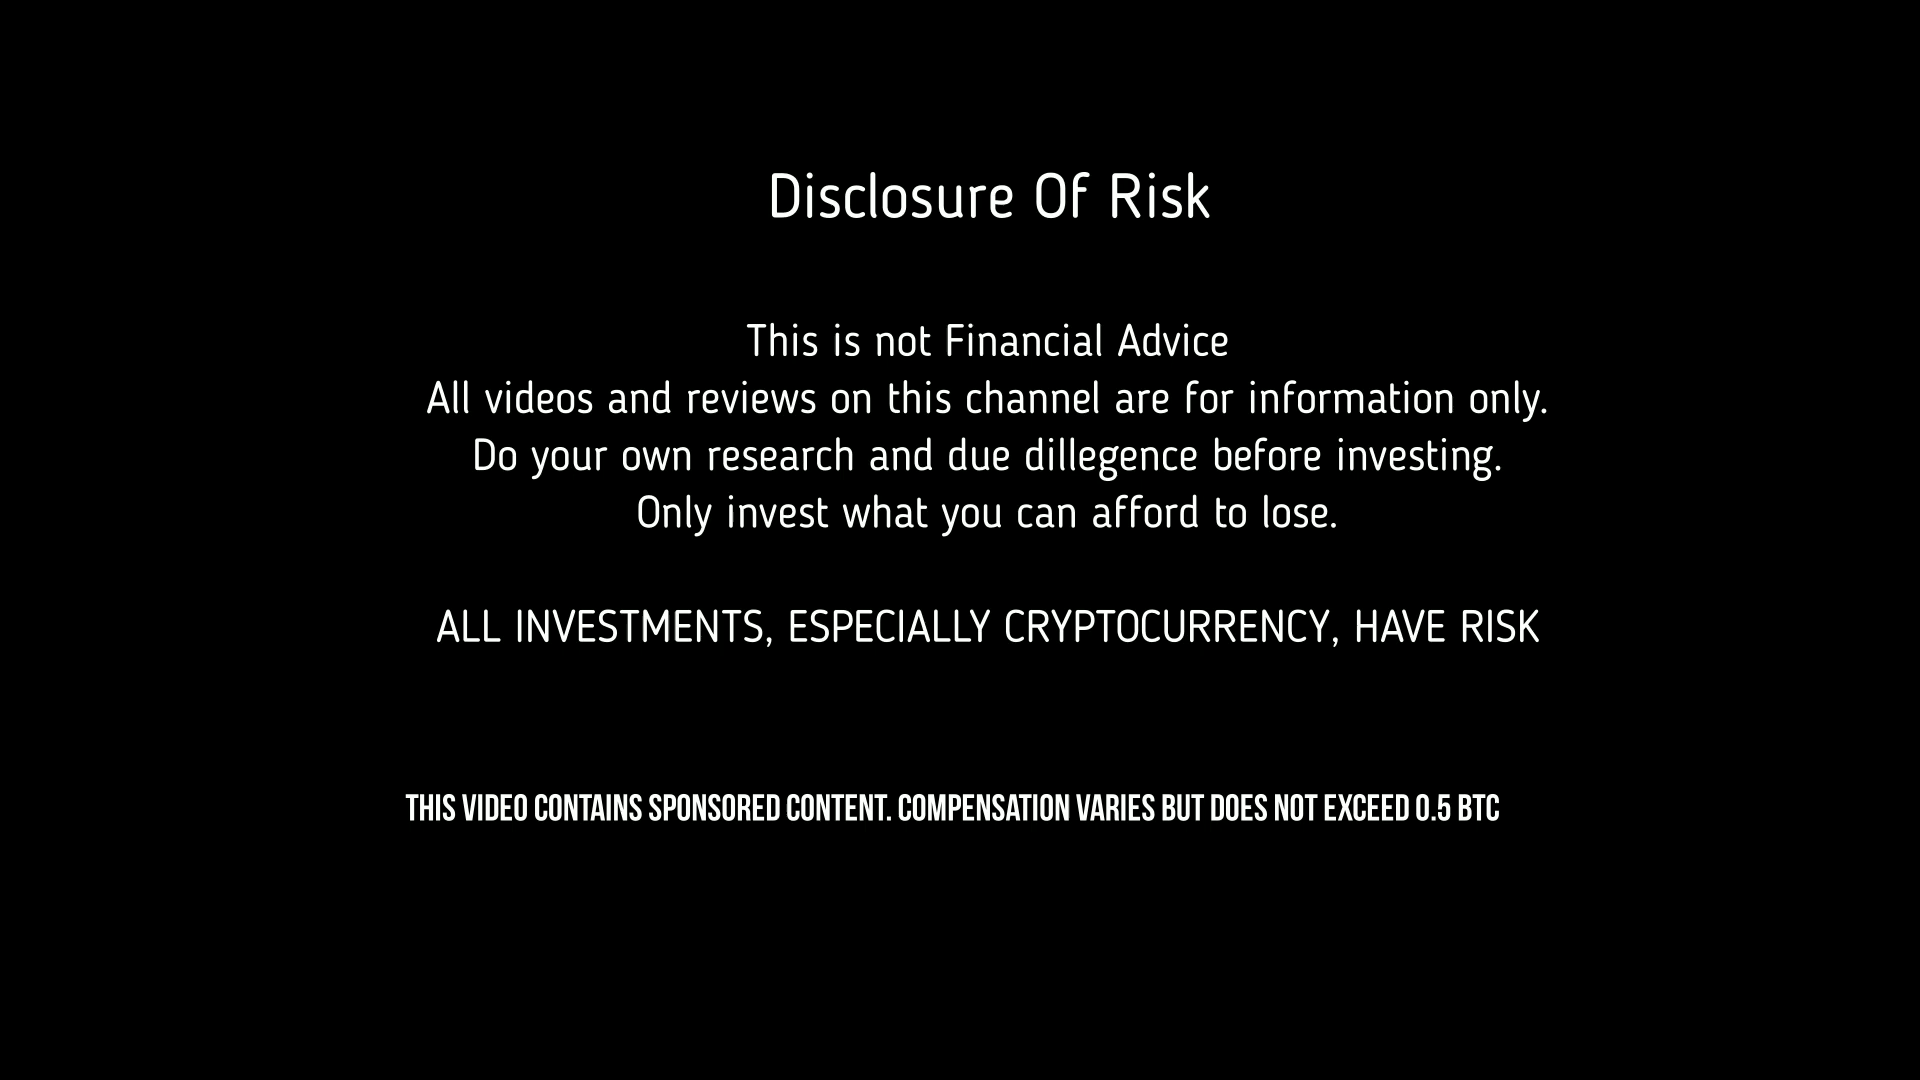 Disclosure Of Risk
This is not Financial Advice
All videos and reviews on this channel are for information only.
Do your own research and due dillegence before investing.
Only invest what you can afford to lose.
ALL INVESTMENTS, ESPECIALLY CRYPTOCURRENCY, HAVE RISK
THIS VIDEO CONTAINS SPONSORED CONTENT. COMPENSATION VARIES BUT DOES NOT EXCEED 0.5 BTC